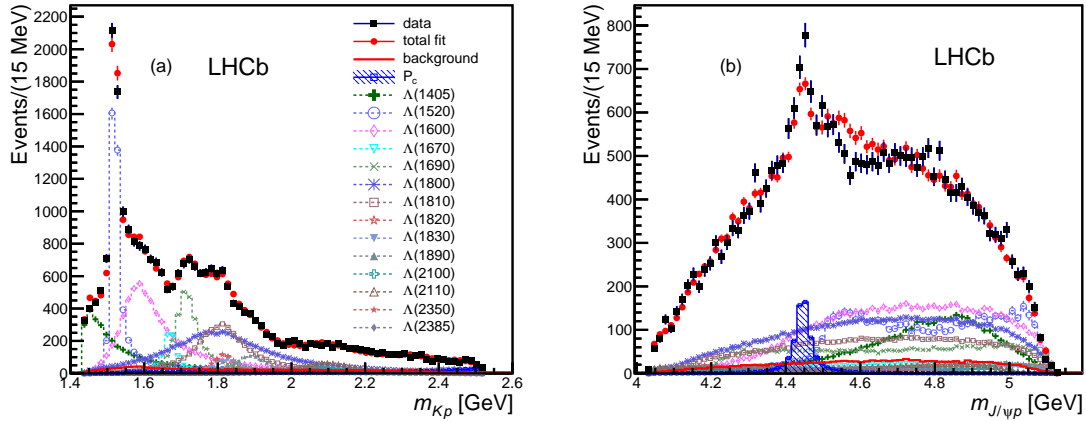 Events/(15 MeV)
2200
2000
1800
1600
1400
1200
1000
800
600
400
200
0
1.4
1.6
1.8
2
2.2
2.4
2.6
m_{Kp} [GeV]
(a)
LHCb
data
total fit
background
P_c
Λ(1405)
Λ(1520)
Λ(1600)
Λ(1670)
Λ(1690)
Λ(1800)
Λ(1810)
Λ(1820)
Λ(1830)
Λ(1890)
Λ(2100)
Λ(2110)
Λ(2350)
Λ(2385)
Events/(15 MeV)
800
700
600
500
400
300
200
100
0
4
4.2
4.4
4.6
4.8
5
m_{J/ψp} [GeV]
(b)
LHCb